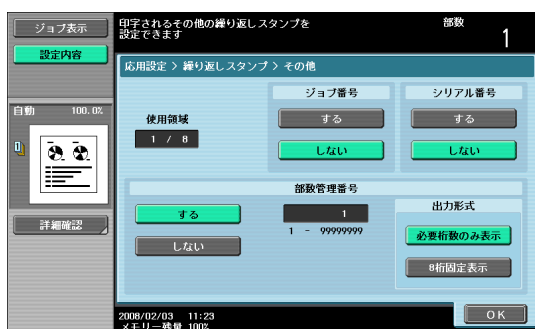 ジョブ表示
設定内容
印字されるその他の繰り返しスタンプを
設定できます
部数
1
応用設定 > 繰り返しスタンプ > その他
自動 100.0%
使用領域
1 / 8
ジョブ番号
する
しない
シリアル番号
する
しない
詳細確認
部数管理番号
する
しない
1
1 - 99999999
出力形式
必要桁数のみ表示
8桁固定表示
2008/02/03 11:23
メモリー残量 100%
OK